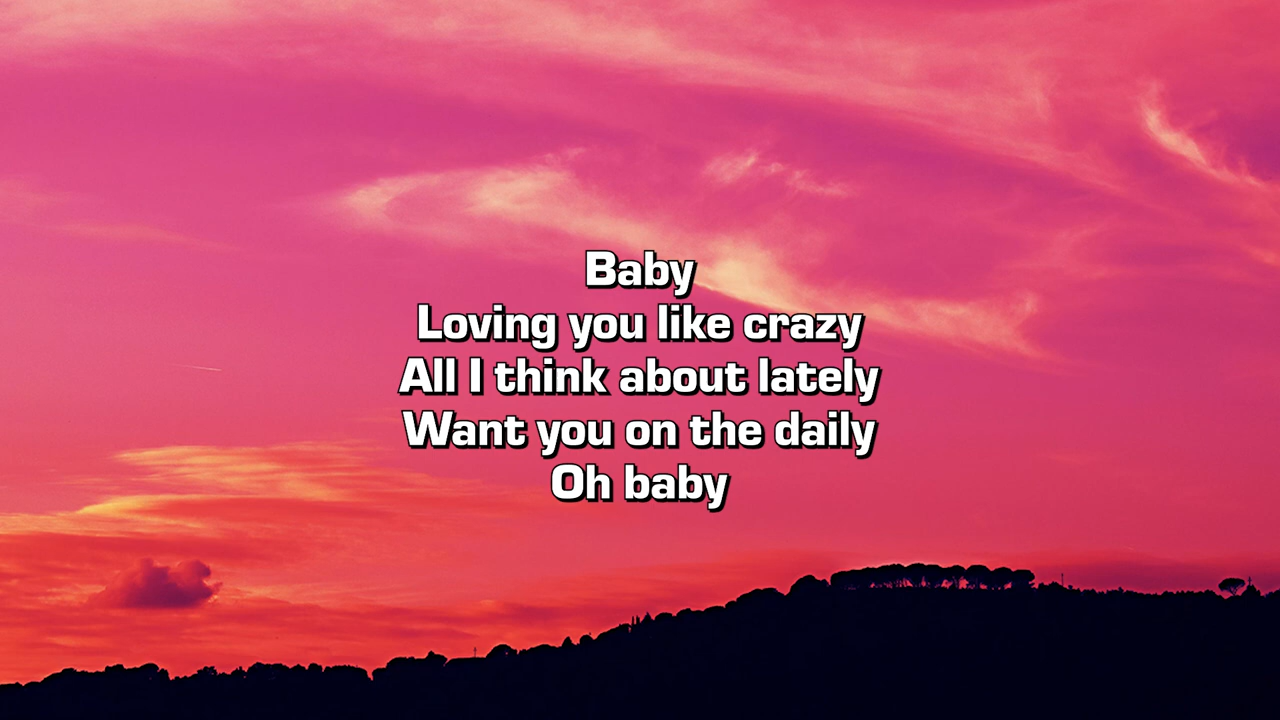 Baby
Loving you like crazy
All I think about lately
Want you on the daily
Oh baby